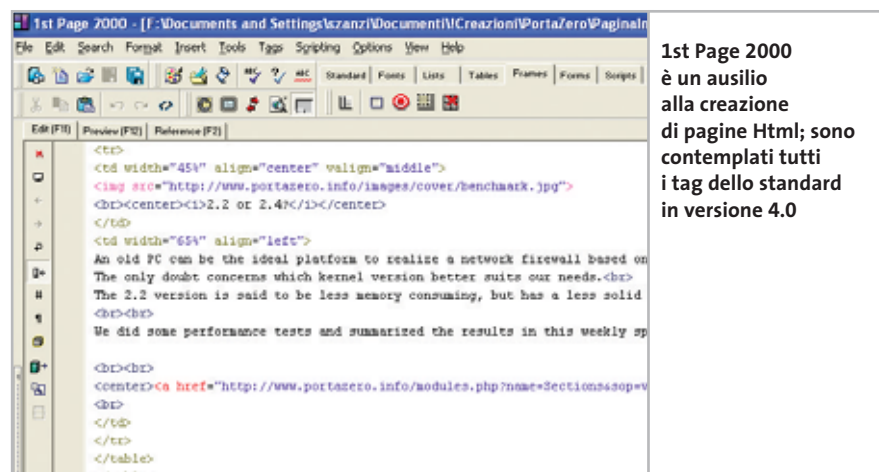 1st Page 2000 - [F:\Documents and Settings\szanzi\Documenti\!Creazioni\PortaZero\PaginaIn
File Edit Search Format Insert Tools Tags Scripting Options View Help
Standard Fonts Lists Tables Frames Forms Scripts
Edit (F11) Preview (F12) Reference (F2)
<tr>
<td width="45%" align="center" valign="middle">
<img src="http://www.portazero.info/images/cover/benchmark.jpg">
<br><center><i>2.2 or 2.4?</i></center>
</td>
<td width="65%" align="left">
An old PC can be the ideal platform to realize a network firewall based on
The only doubt concerns which kernel version better suits our needs.<br>
The 2.2 version is said to be less memory consuming, but has a less solid
<br><br>
We did some performance tests and summarized the results in this weekly sp
<br><br>
<center><a href="http://www.portazero.info/modules.php?name=Sections&sop=v
<br>
</td>
</tr>
</table>
1st Page 2000
è un ausilio
alla creazione
di pagine Html; sono
contemplati tutti
i tag dello standard
in versione 4.0